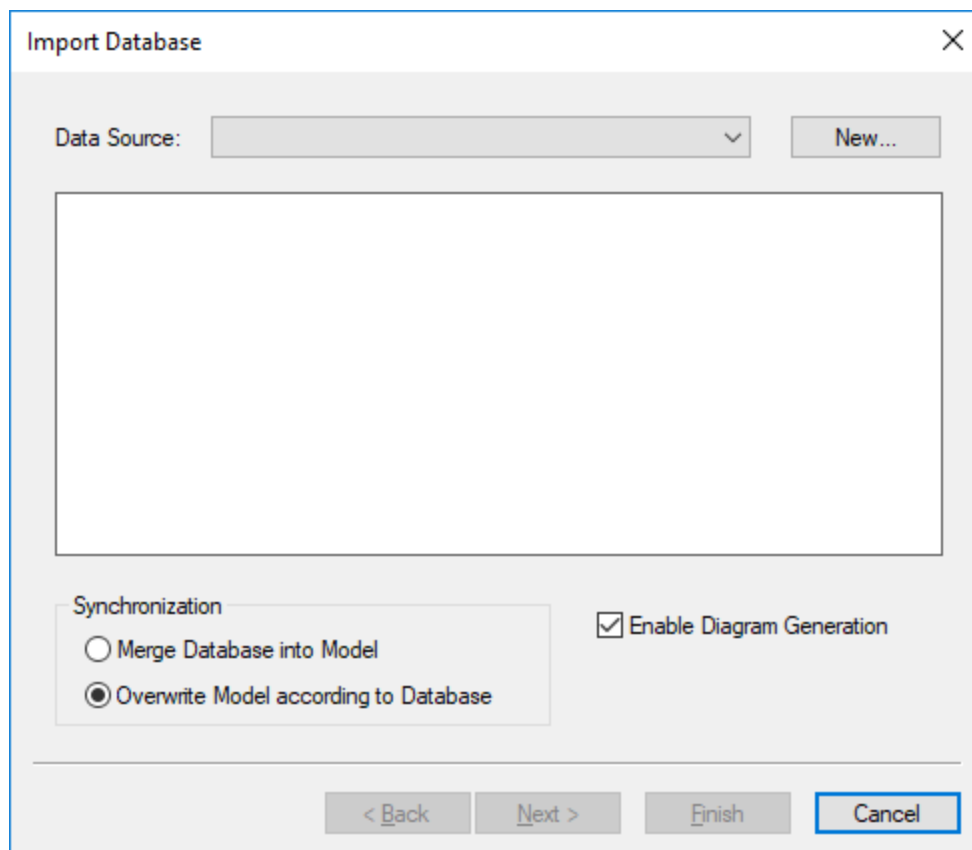 Import Database
Data Source:
New...
Synchronization
Merge Database into Model
Overwrite Model according to Database
Enable Diagram Generation
< Back
Next >
Finish
Cancel